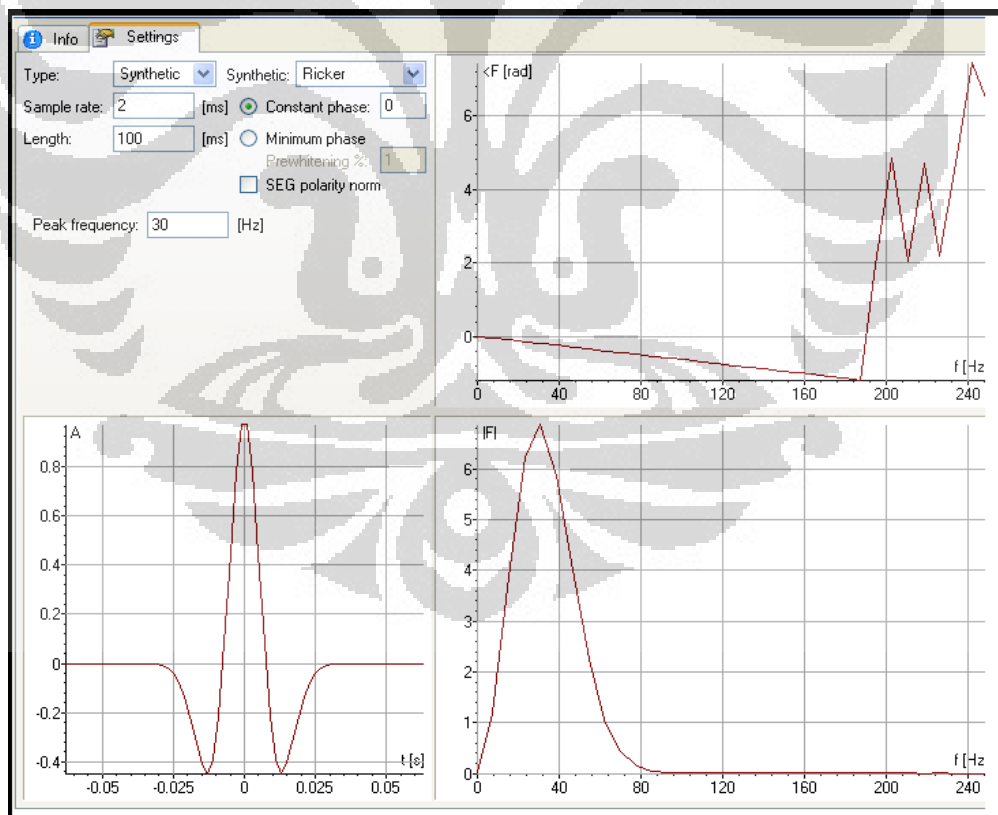 Info Settings
Type: Synthetic Synthetic: Ricker
Sample rate: 2 [ms] Constant phase: 0
Length: 100 [ms] Minimum phase
Prewhitening %: 1
SEG polarity norm
Peak frequency: 30 [Hz]
<F [rad]
6
4
2
0
f [Hz
0 40 80 120 160 200 240
A
0.8
0.6
0.4
0.2
0
-0.2
-0.4
t [s]
-0.05 -0.025 0 0.025 0.05
|F|
6
5
4
3
2
1
0
f [Hz
0 40 80 120 160 200 240